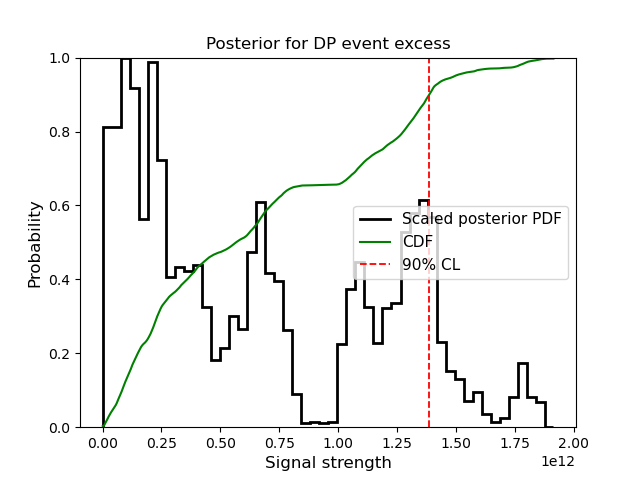 Posterior for DP event excess
1.0
0.8
0.6
0.4
0.2
0.0
Probability
Scaled posterior PDF
CDF
90% CL
0.00 0.25 0.50 0.75 1.00 1.25 1.50 1.75 2.00
1e12
Signal strength